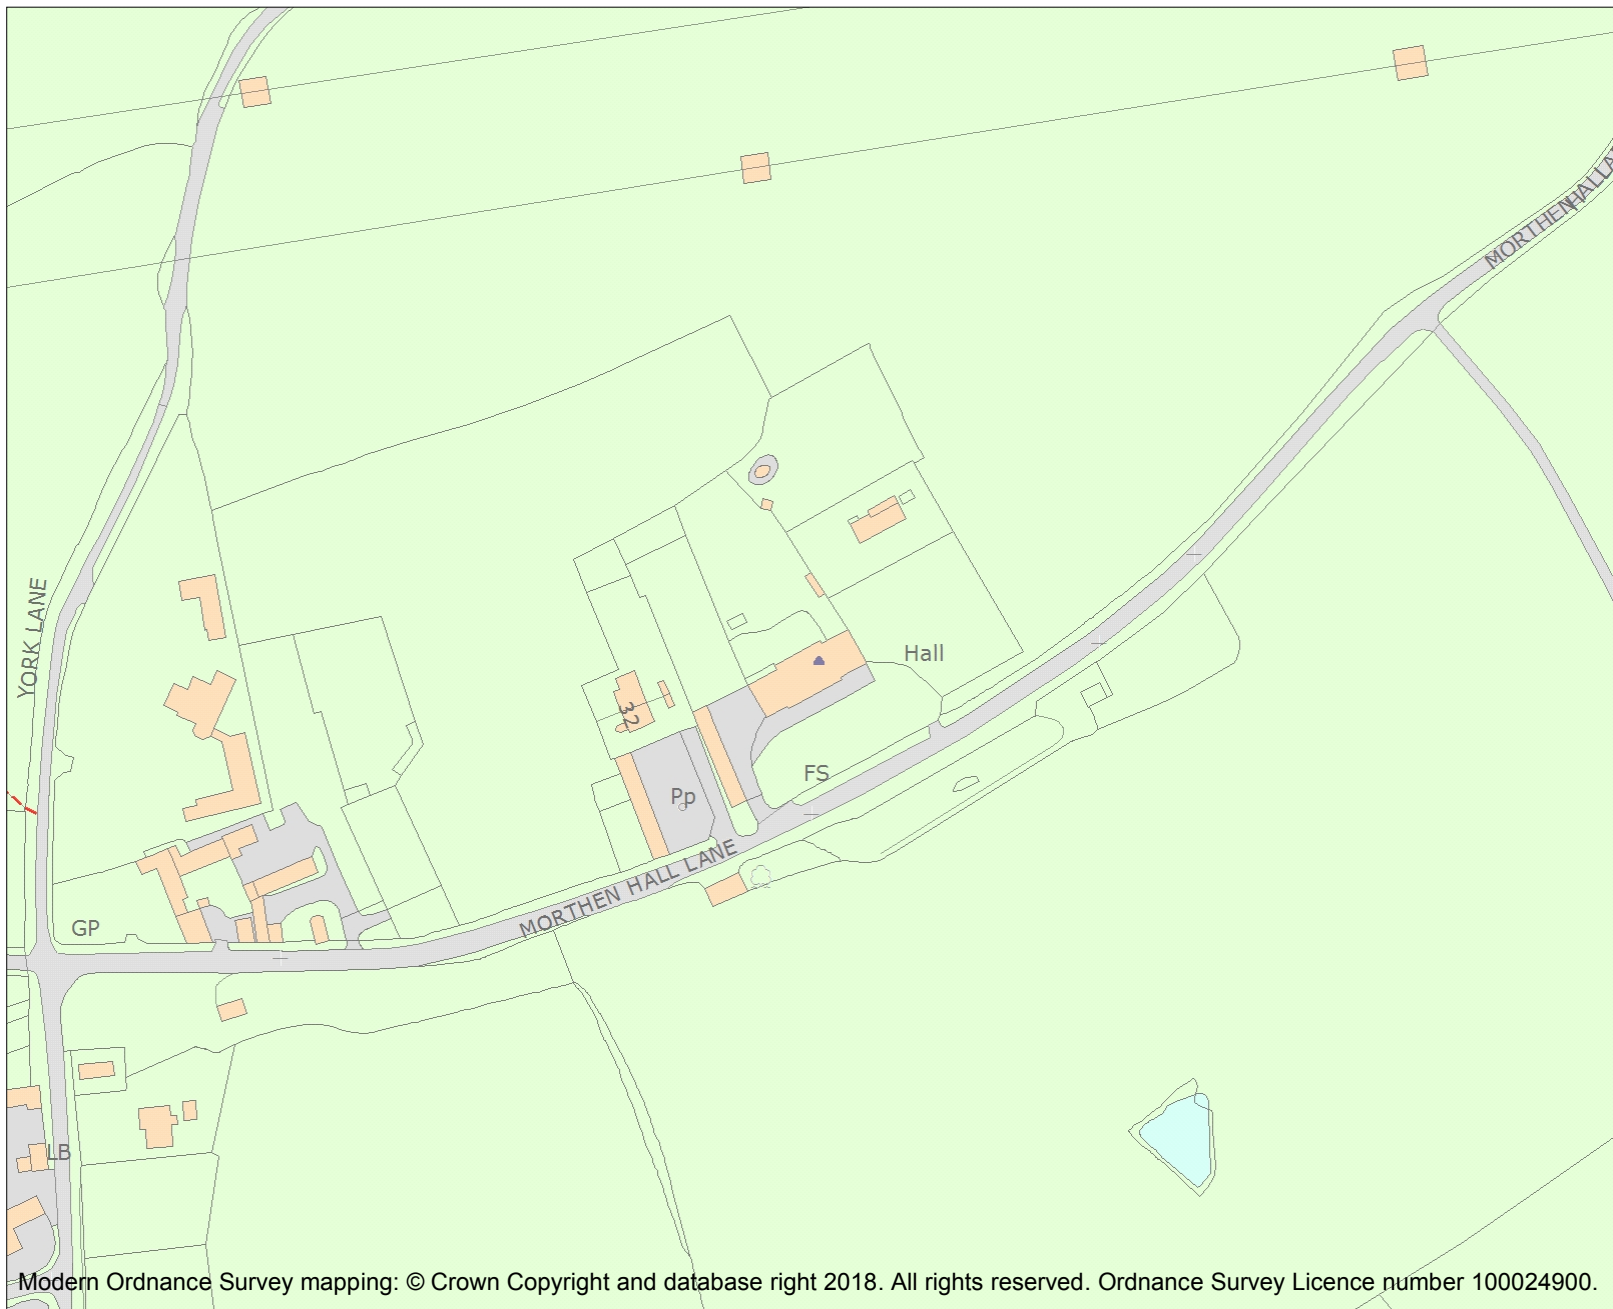 MORTHEN HALL LA
YORK LANE
Hall
32
FS
Pp
MORTHEN HALL LANE
GP
LB
Modern Ordnance Survey mapping: © Crown Copyright and database right 2018. All rights reserved. Ordnance Survey Licence number 100024900.